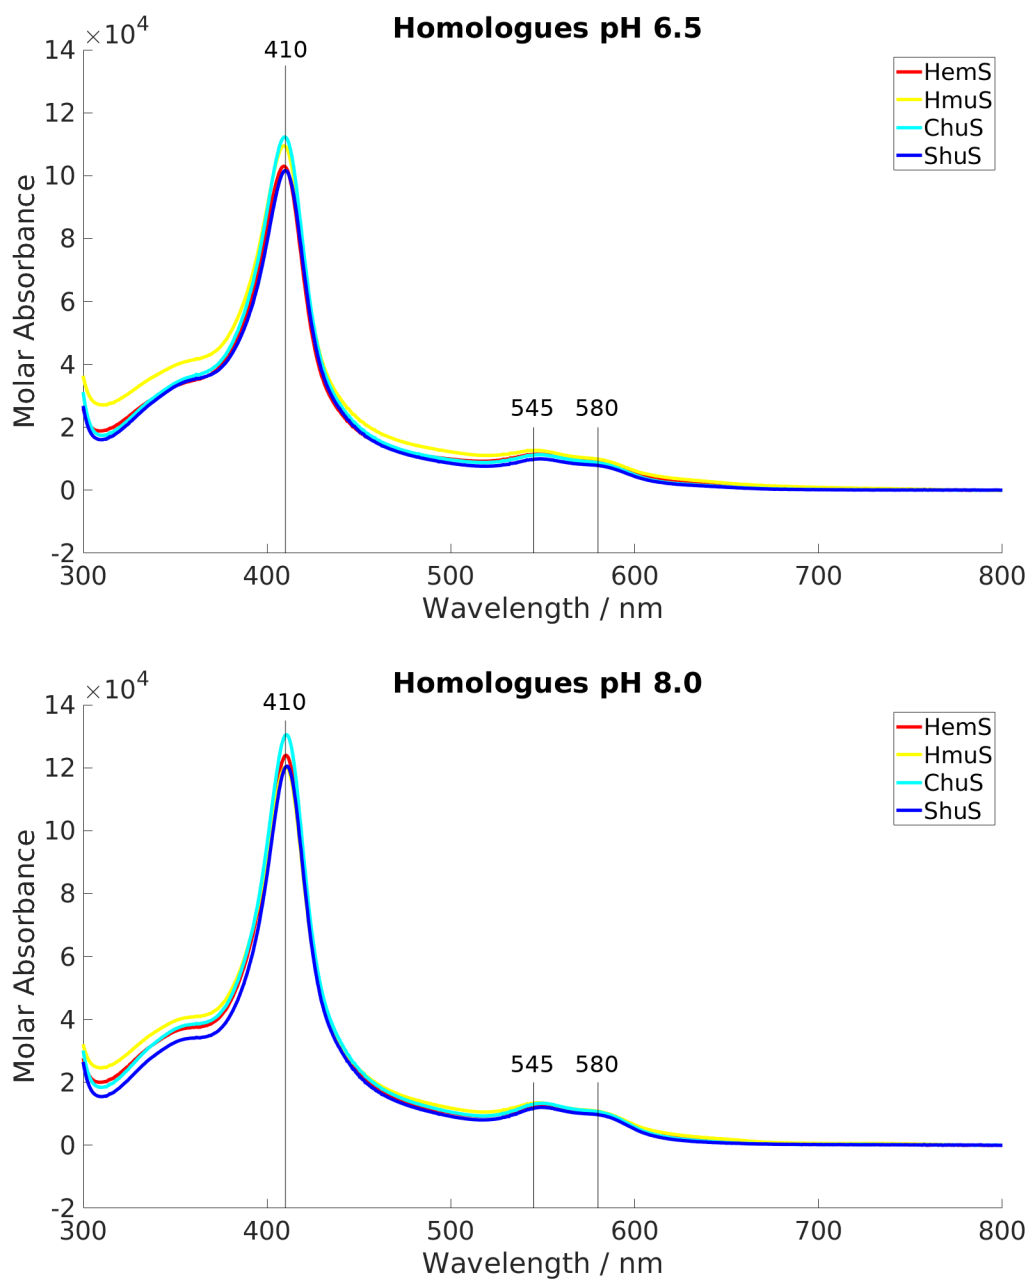 Homologues pH 6.5
×10^4
410
14
12
10
8
6
4
2
0
-2
545 580
HemS
HmuS
ChuS
ShuS
Molar Absorbance
300 400 500 600 700 800
Wavelength / nm
Homologues pH 8.0
×10^4
410
14
12
10
8
6
4
2
0
-2
545 580
HemS
HmuS
ChuS
ShuS
Molar Absorbance
300 400 500 600 700 800
Wavelength / nm